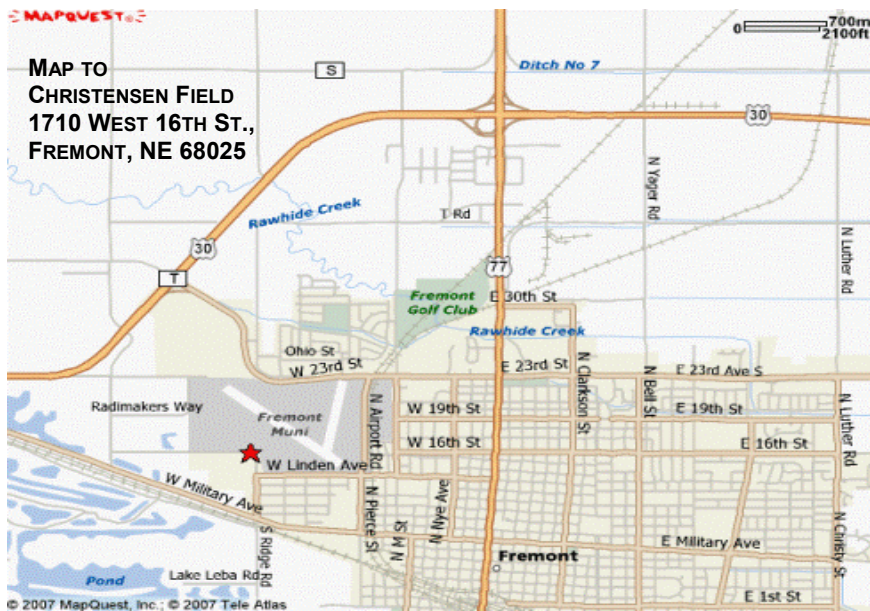 MAPQUEST
700m
0
2100ft
MAP TO
CHRISTENSEN FIELD
1710 WEST 16TH ST.,
FREMONT, NE 68025
S
Ditch No 7
30
N Yager Rd
Rawhide Creek
T Rd
30
77
N Luther Rd
T
Fremont
Golf Club
E 30th St
Rawhide Creek
Ohio St
W 23rd St
E 23rd St
E 23rd Ave S
N Clarkson St
N Bell St
Radimakers Way
Fremont
Muni
N Airport Rd
W 19th St
E 19th St
N Luther Rd
W 16th St
E 16th St
W Linden Ave
W Military Ave
N Nye Ave
N Pierce St
N M St
S Ridge Rd
E Military Ave
N Christy St
Fremont
Lake Leba Rd
Pond
E 1st St
© 2007 MapQuest, Inc.; © 2007 Tele Atlas